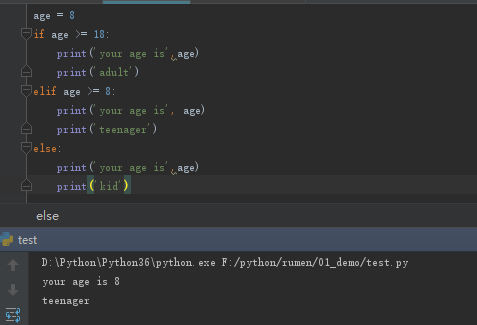 age = 8
if age >= 18:
    print('your age is',age)
    print('adult')
elif age >= 8:
    print('your age is', age)
    print('teenager')
else:
    print('your age is',age)
    print('kid')
else
test
D:\Python\Python36\python.exe F:/python/rumen/01_demo/test.py
your age is 8
teenager